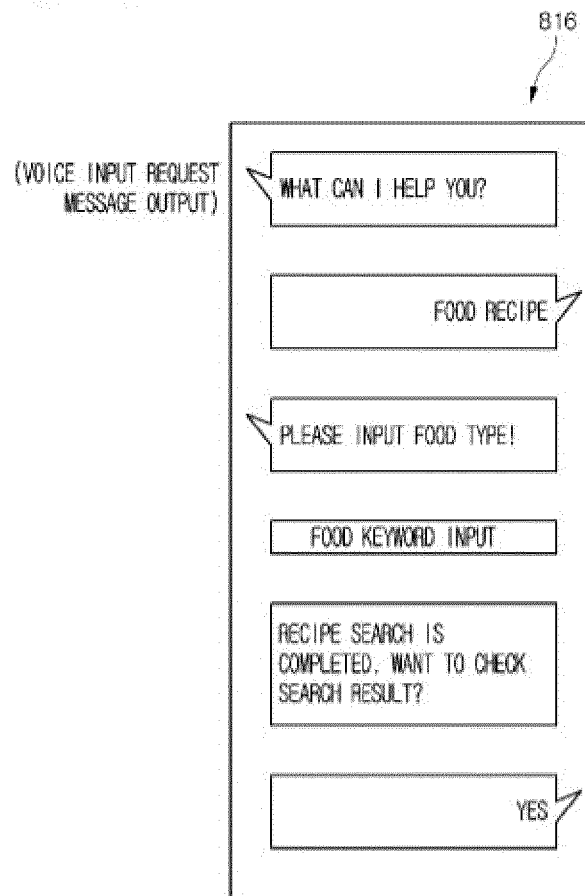 816
(VOICE INPUT REQUEST
MESSAGE OUTPUT)
WHAT CAN I HELP YOU?
FOOD RECIPE
PLEASE INPUT FOOD TYPE!
FOOD KEYWORD INPUT
RECIPE SEARCH IS
COMPLETED. WANT TO CHECK
SEARCH RESULT?
YES